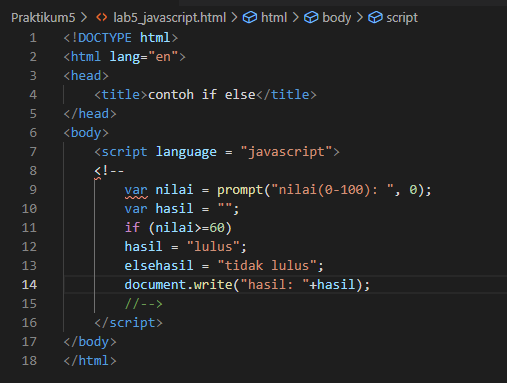 Praktikum5 > lab5_javascript.html > html > body > script
1 <!DOCTYPE html>
2 <html lang="en">
3 <head>
4 <title>contoh if else</title>
5 </head>
6 <body>
7 <script language = "javascript">
8 <!--
9 var nilai = prompt("nilai(0-100): ", 0);
10 var hasil = "";
11 if (nilai>=60)
12 hasil = "lulus";
13 elsehasil = "tidak lulus";
14 document.write("hasil: "+hasil);
15 //-->
16 </script>
17 </body>
18 </html>